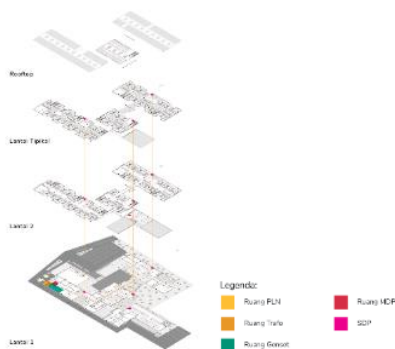 Rooftop
Lantai Tipikal
Lantai 2
Lantai 1
Legenda:
Ruang PLN
Ruang Trafo
Ruang Genset
Ruang MDP
SDP